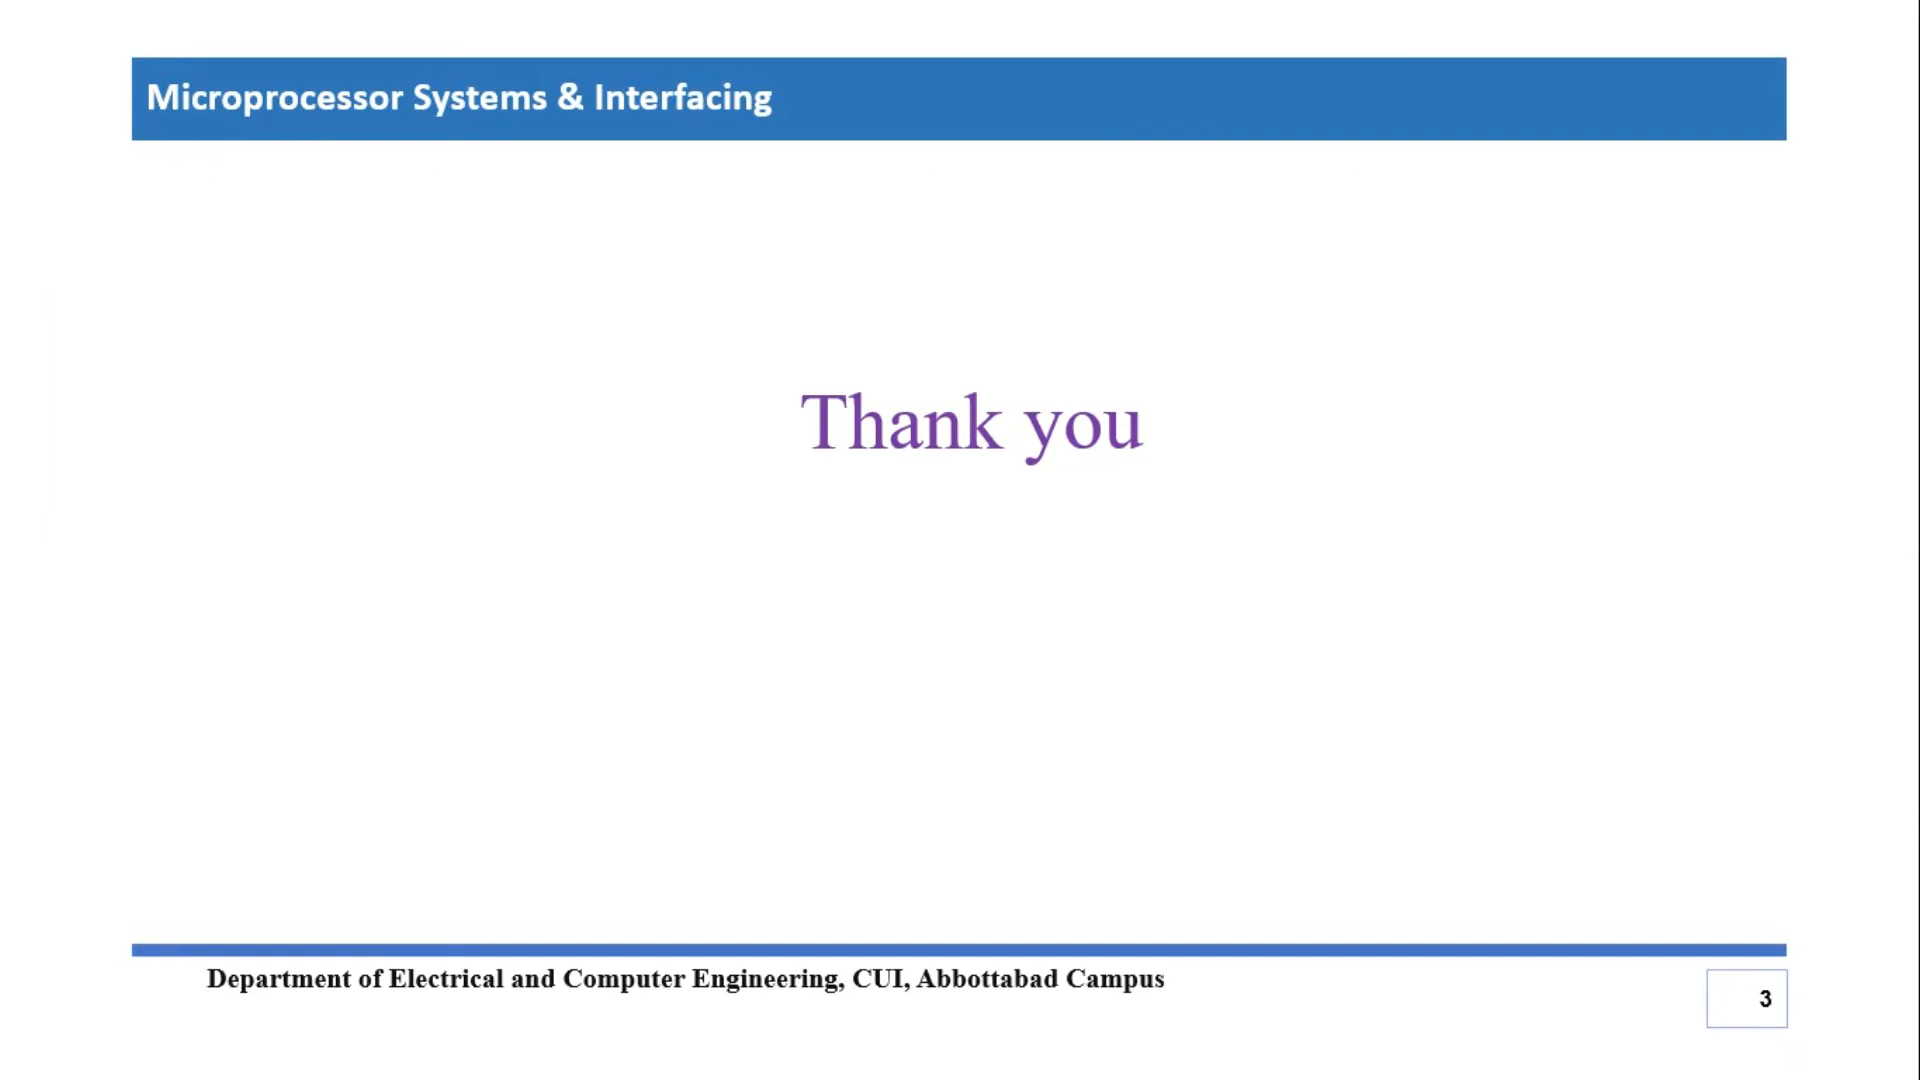 Microprocessor Systems & Interfacing
Thank you
Department of Electrical and Computer Engineering, CUI, Abbottabad Campus
3